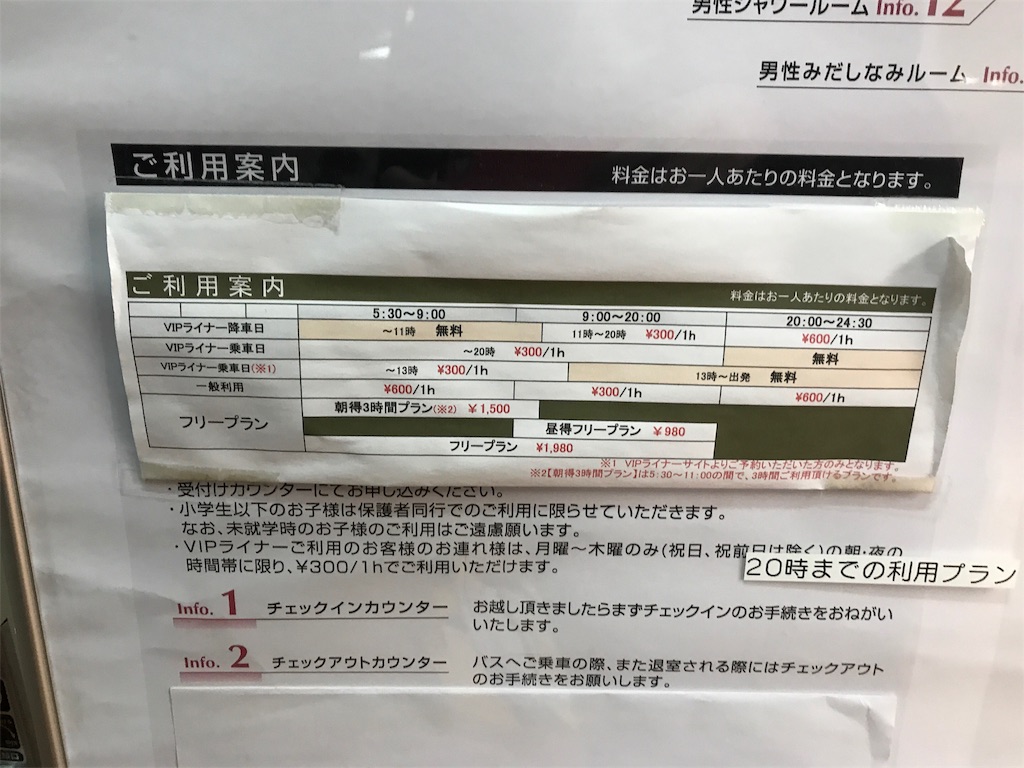 男性シャワールーム Info. 12
男性みだしなみルーム Info.
ご利用案内 料金はお一人あたりの料金となります。
ご利用案内 料金はお一人あたりの料金となります。
5:30～9:00 9:00～20:00 20:00～24:30
VIPライナー降車日 ～11時 無料 11時～20時 ¥300/1h ¥600/1h
VIPライナー乗車日 ～20時 ¥300/1h 無料
VIPライナー乗車日(※1) ～13時 ¥300/1h 13時～出発 無料
一般利用 ¥600/1h ¥300/1h ¥600/1h
フリープラン 朝得3時間プラン(※2) ¥1,500
昼得フリープラン ¥980
フリープラン ¥1,980
※1 VIPライナーサイトよりご予約いただいた方のみとなります。
※2【朝得3時間プラン】は5:30～11:00の間で、3時間ご利用頂けるプランです。
・受付けカウンターにてお申し込みください。
・小学生以下のお子様は保護者同行でのご利用に限らせていただきます。
なお、未就学時のお子様のご利用はご遠慮願います。
・VIPライナーご利用のお客様のお連れ様は、月曜～木曜のみ(祝日、祝前日は除く)の朝・夜の
時間帯に限り、¥300/1hでご利用いただけます。
20時までの利用プラン
Info. 1 チェックインカウンター お越し頂きましたらまずチェックインのお手続きをおねがい
いたします。
Info. 2 チェックアウトカウンター バスへご乗車の際、また退室される際にはチェックアウト
のお手続きをお願いします。